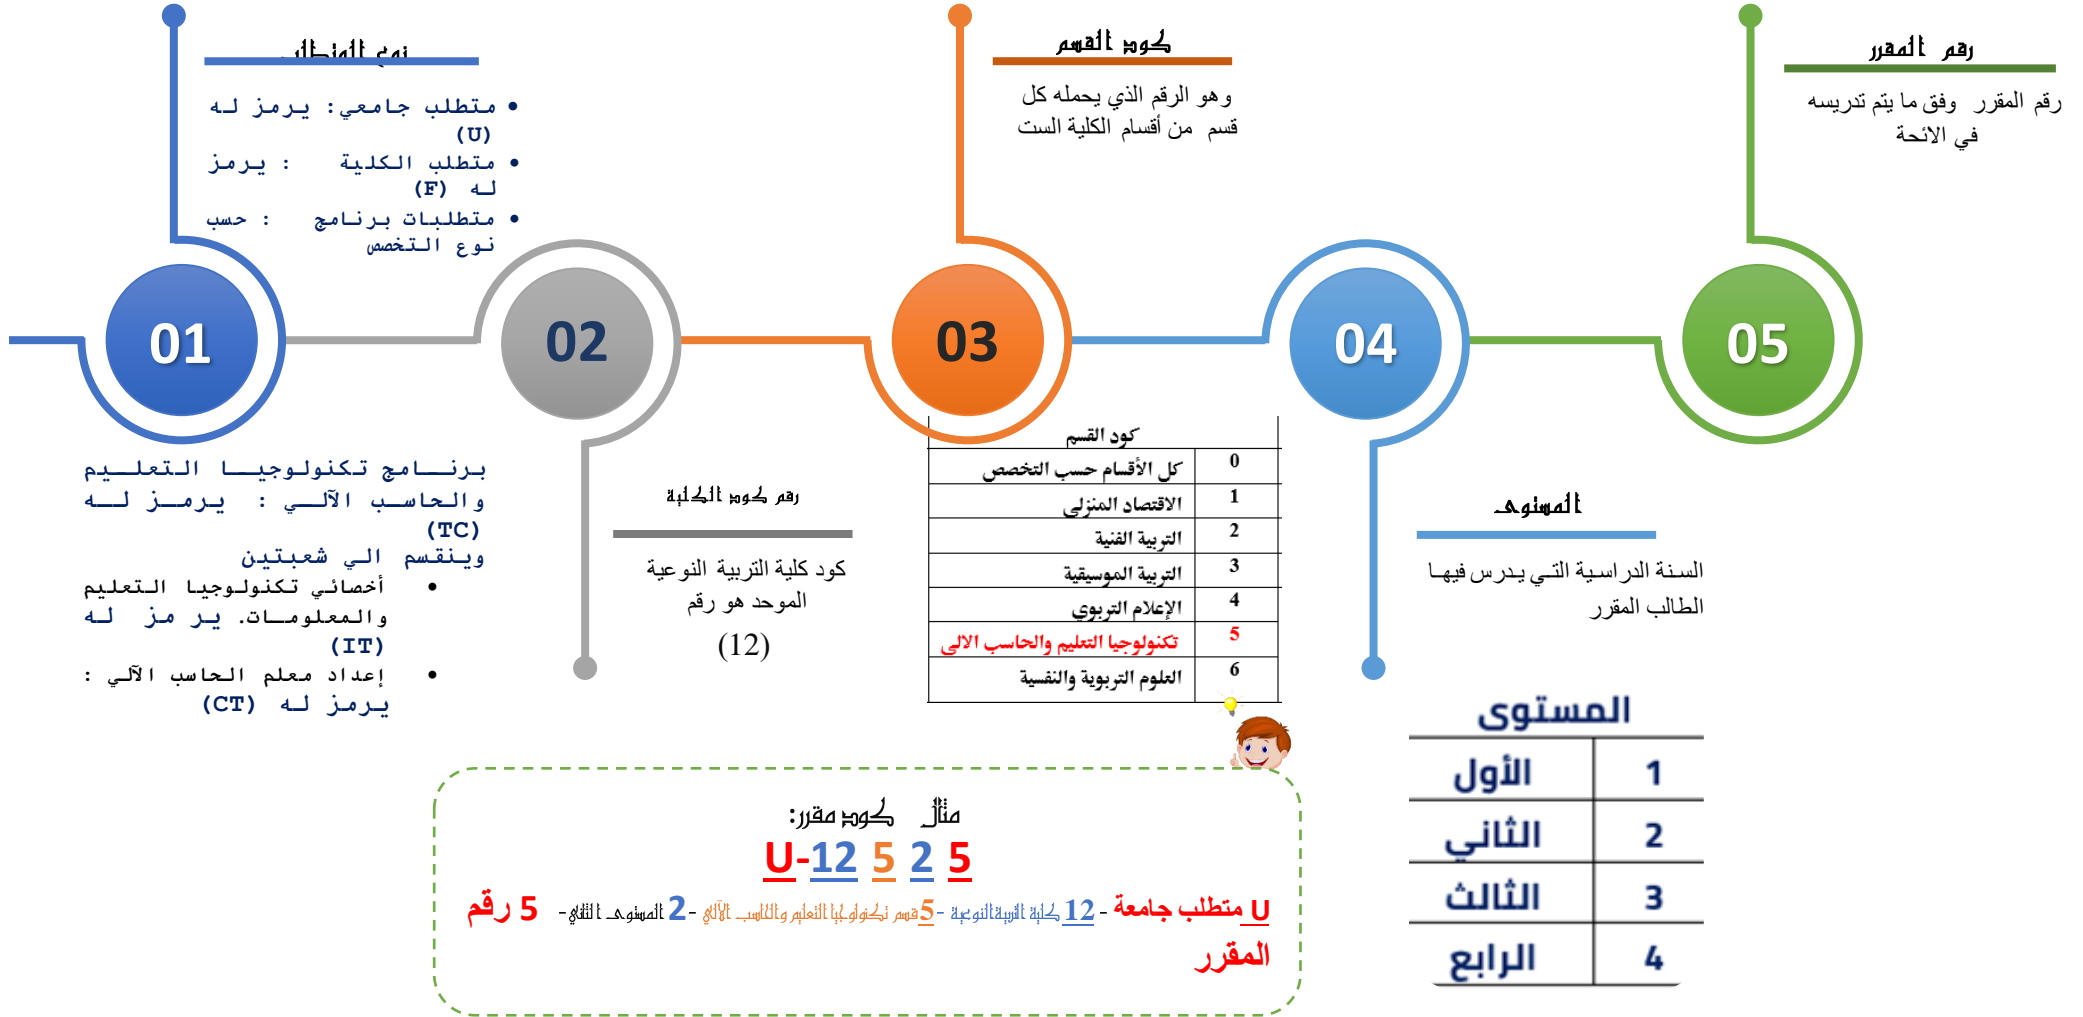 نوع المتطلب
• متطلب جامعي: يرمز له
(U)
• متطلب الكلية : يرمز
له (F)
• متطلبات برنامج : حسب
نوع التخصص
01
برنامج تكنولوجيا التعليم
والحاسب الآلي : يرمز له
(TC)
وينقسم الي شعبتين
• أخصائي تكنولوجيا التعليم
والمعلومات. ير مز له
(IT)
• إعداد معلم الحاسب الآلي :
يرمز له (CT)
02
رقم كود الكلية
كود كلية التربية النوعية
الموحد هو رقم
(12)
كود القسم
وهو الرقم الذي يحمله كل
قسم من أقسام الكلية الست
03
كود القسم
0 كل الأقسام حسب التخصص
1 الاقتصاد المنزلى
2 التربية الفنية
3 التربية الموسيقية
4 الإعلام التربوي
5 تكنولوجيا التعليم والحاسب الالى
6 العلوم التربوية والنفسية
04
المستوى
السنة الدراسية التي يدرس فيها
الطالب المقرر
المستوى
1 الأول
2 الثاني
3 الثالث
4 الرابع
رقم المقرر
رقم المقرر وفق ما يتم تدريسه
في الائحة
05
مثال كود مقرر:
U-12 5 2 5
U متطلب جامعة - 12 كلية التربية النوعية - 5 قسم تكنولوجيا التعليم والحاسب الآلي - 2 المستوى الثاني- 5 رقم
المقرر